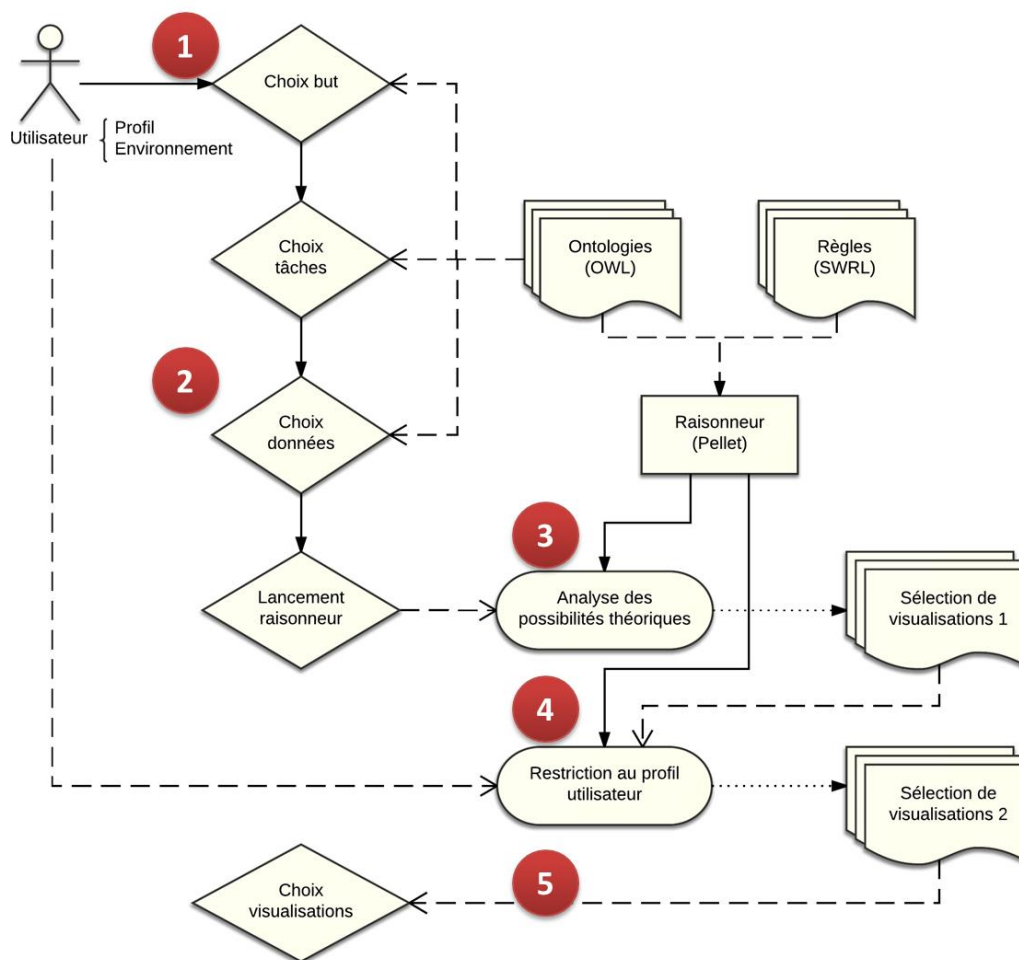 1
Choix but
Utilisateur
Profil
Environnement
Choix
tâches
Ontologies
(OWL)
Règles
(SWRL)
2
Choix
données
Raisonneur
(Pellet)
3
Lancement
raisonneur
Analyse des
possibilités théoriques
Sélection de
visualisations 1
4
Restriction au profil
utilisateur
Sélection de
visualisations 2
5
Choix
visualisations